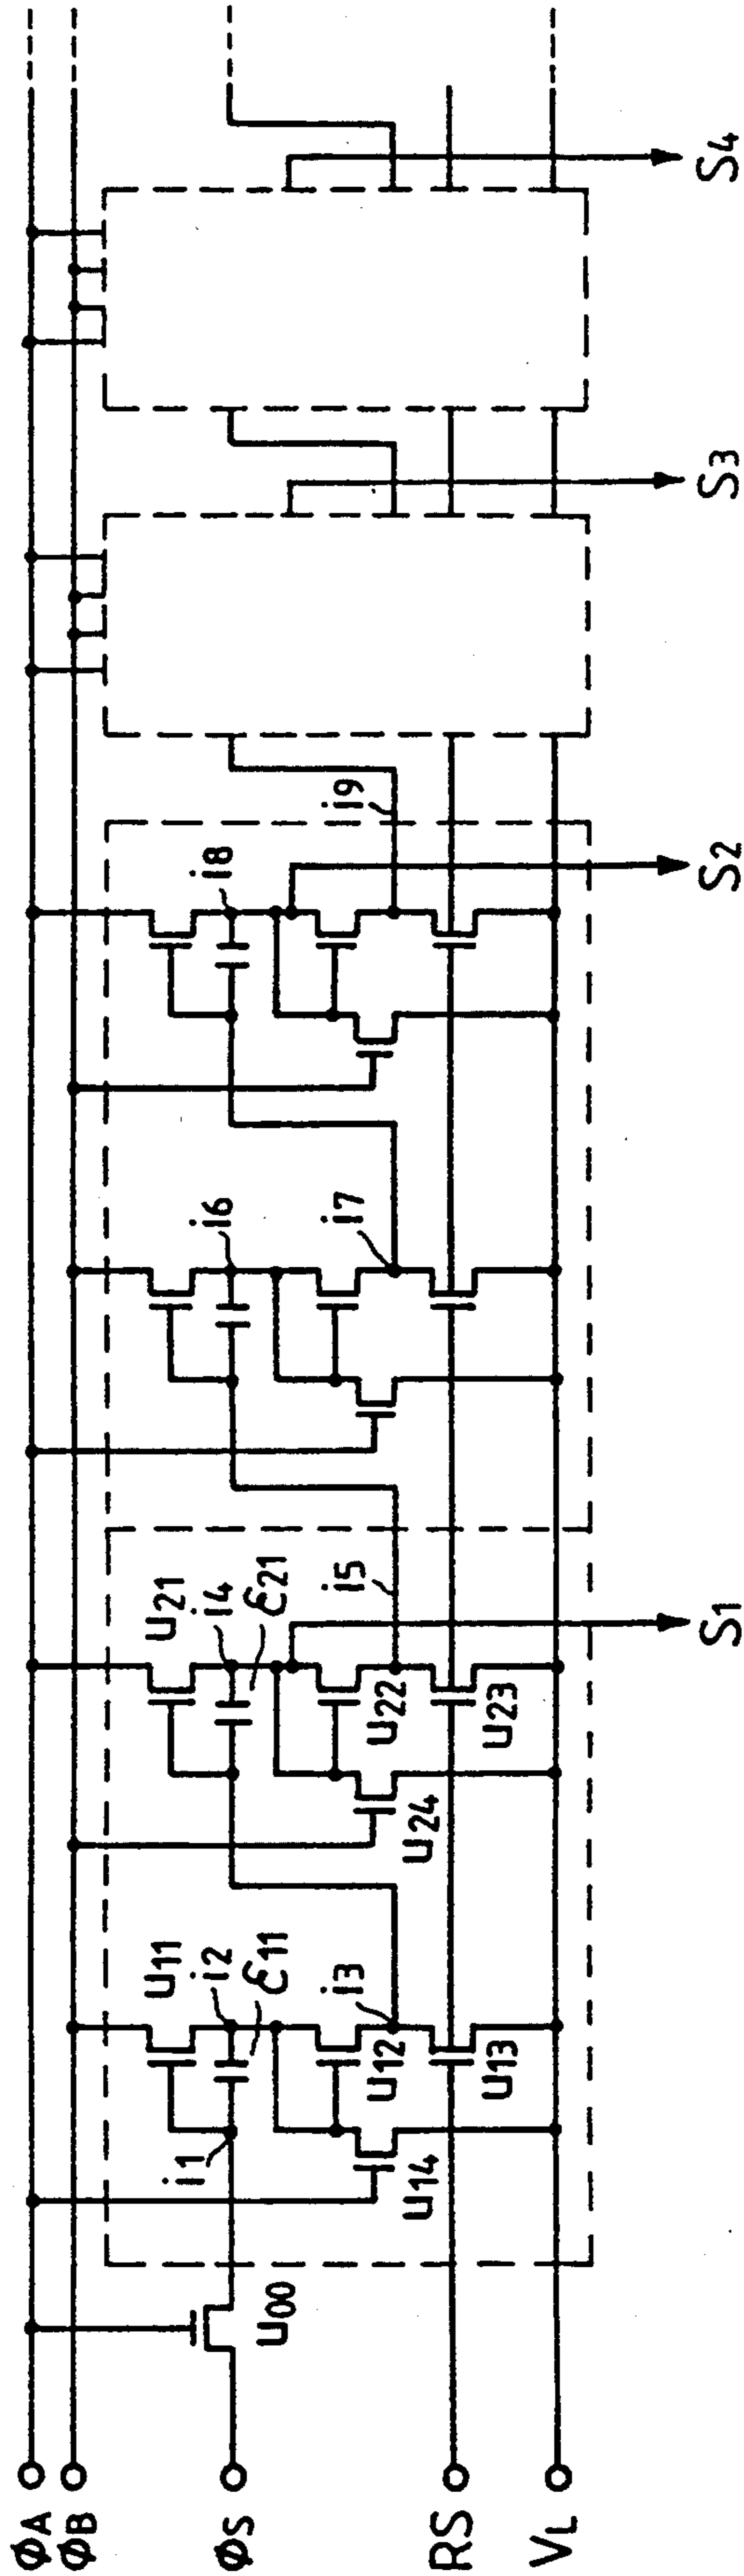 ΦA
ΦB
ΦS
RS
VL
u00
i1
u11
i2
ε11
u14
u12
i3
u13
u21
i4
ε21
u24
u22
i5
u23
S1
i6
i7
i8
i9
S2
S3
S4